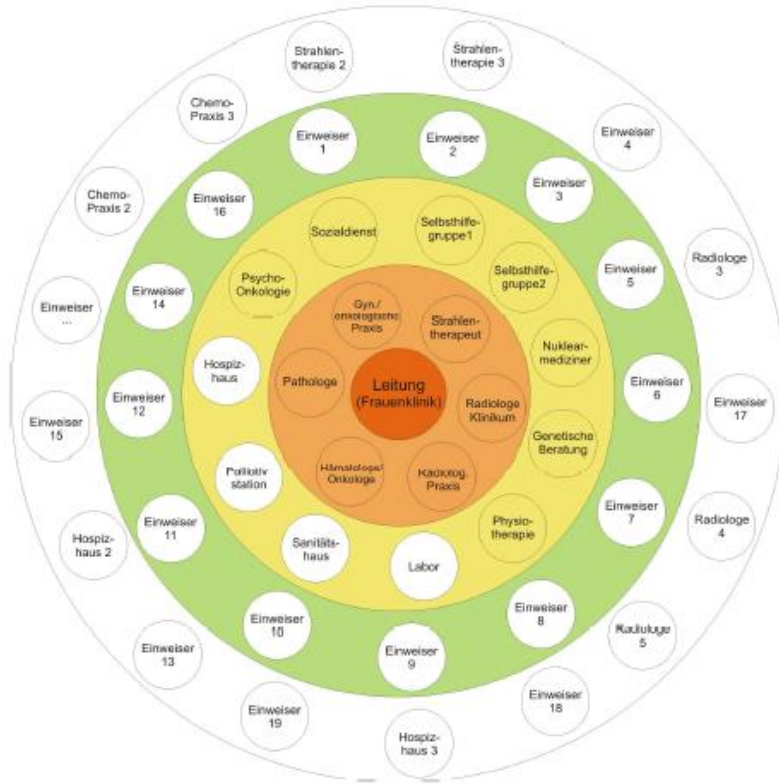 Strahlen-
therapie 2
Strahlen-
therapie 3
Chemo-
Praxis 3
Einweiser
4
Einweiser
1
Einweiser
2
Chemo-
Praxis 2
Einweiser
16
Einweiser
3
Sozialdienst
Selbsthilfe-
gruppe1
Radiologe
3
Psycho-
Onkologie
Selbsthilfe-
gruppe2
Einweiser
5
Einweiser
...
Einweiser
14
Gyn./
onkologische
Praxis
Strahlen-
therapeut
Nuklear-
mediziner
Hospiz-
haus
Pathologe
Leitung
(Frauenklinik)
Radiologe
Klinikum
Einweiser
6
Einweiser
12
Einweiser
17
Einweiser
15
Genetische
Beratung
Palliativ
station
Hämatologe/
Onkologe
Radiolog.
Praxis
Einweiser
7
Einweiser
11
Physio-
therapie
Radiologe
4
Hospiz-
haus 2
Sanitäts-
haus
Labor
Einweiser
10
Einweiser
8
Radiologe
5
Einweiser
13
Einweiser
9
Einweiser
19
Einweiser
18
Hospiz-
haus 3